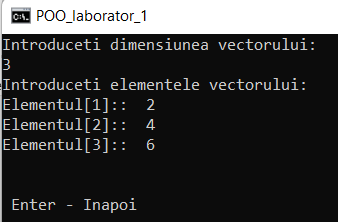 C:\. POO_laborator_1
Introduceti dimensiunea vectorului:
3
Introduceti elementele vectorului:
Elementul[1]::  2
Elementul[2]::  4
Elementul[3]::  6
Enter - Inapoi